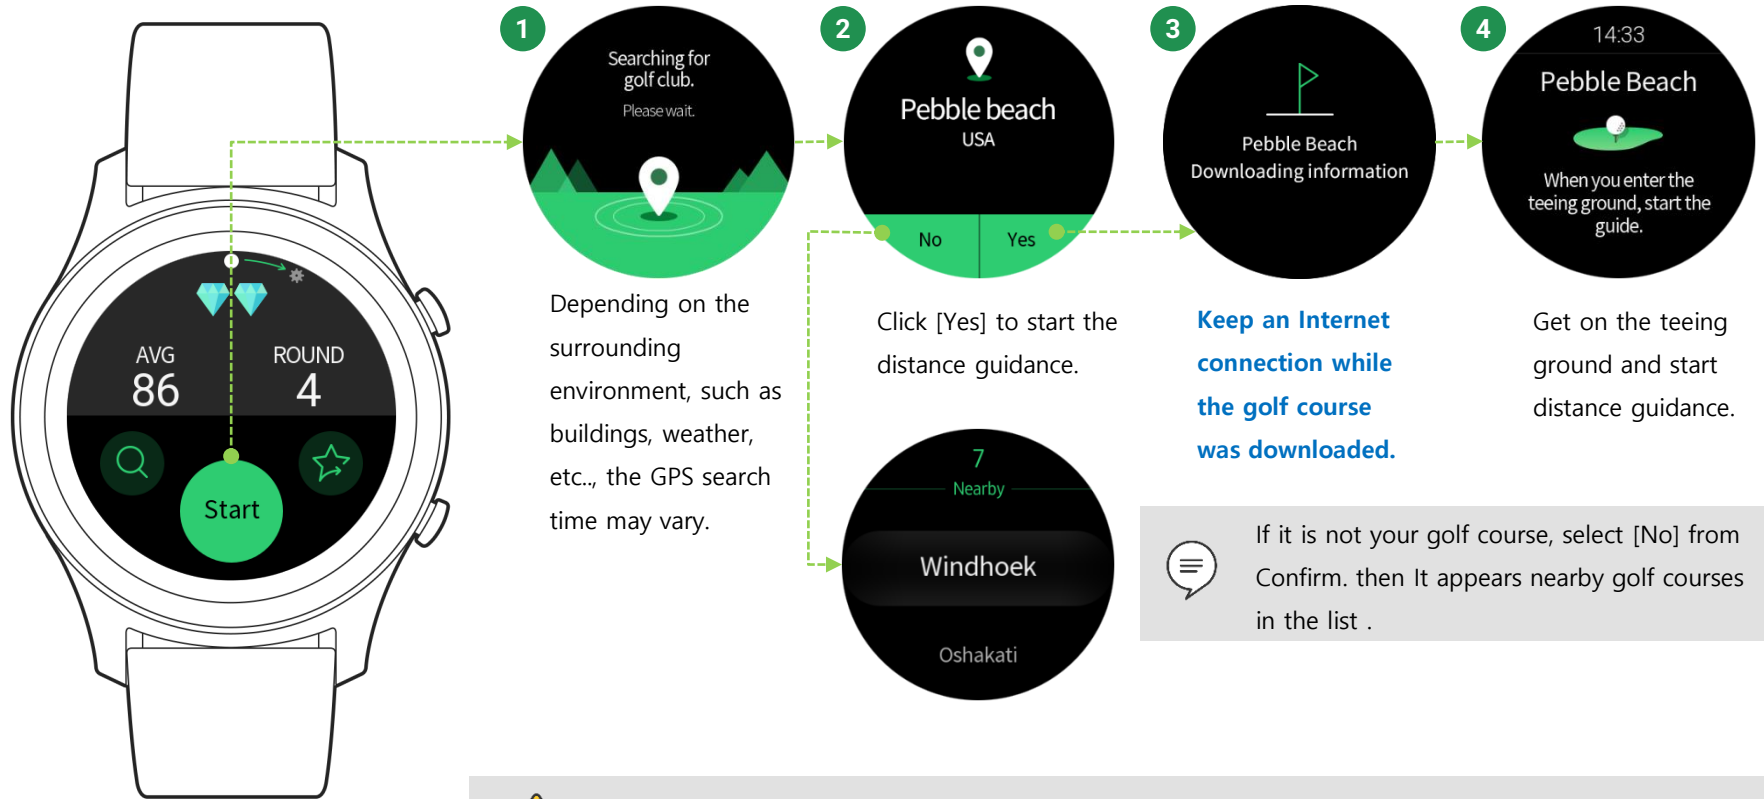 AVG
86
ROUND
4
Start
1
Searching for
golf club.
Please wait.
Depending on the
surrounding
environment, such as
buildings, weather,
etc.., the GPS search
time may vary.
2
Pebble beach
USA
No
Yes
Click [Yes] to start the
distance guidance.
7
Nearby
Windhoek
Oshakati
3
Pebble Beach
Downloading information
Keep an Internet
connection while
the golf course
was downloaded.
4
14:33
Pebble Beach
When you enter the
teeing ground, start the
guide.
Get on the teeing
ground and start
distance guidance.
If it is not your golf course, select [No] from
Confirm. then It appears nearby golf courses
in the list .